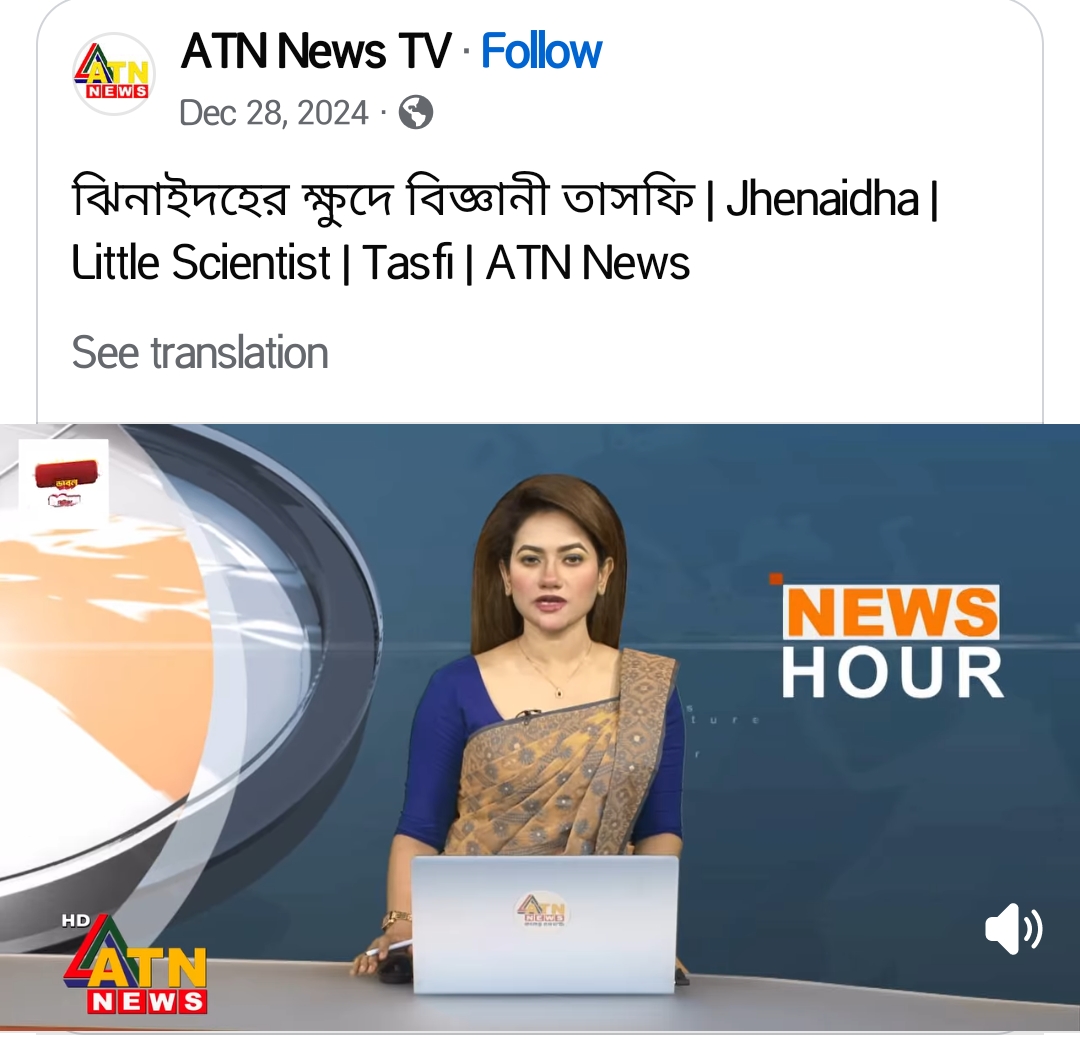 ATN NEWS
ATN News TV · Follow
Dec 28, 2024 ·
ঝিনাইদহের ক্ষুদে বিজ্ঞানী তাসফি | Jhenaidha |
Little Scientist | Tasfi | ATN News
See translation
ডাবল
NEWS
HOUR
s
t u r e
r
ATN
NEWS
HD
ATN
NEWS